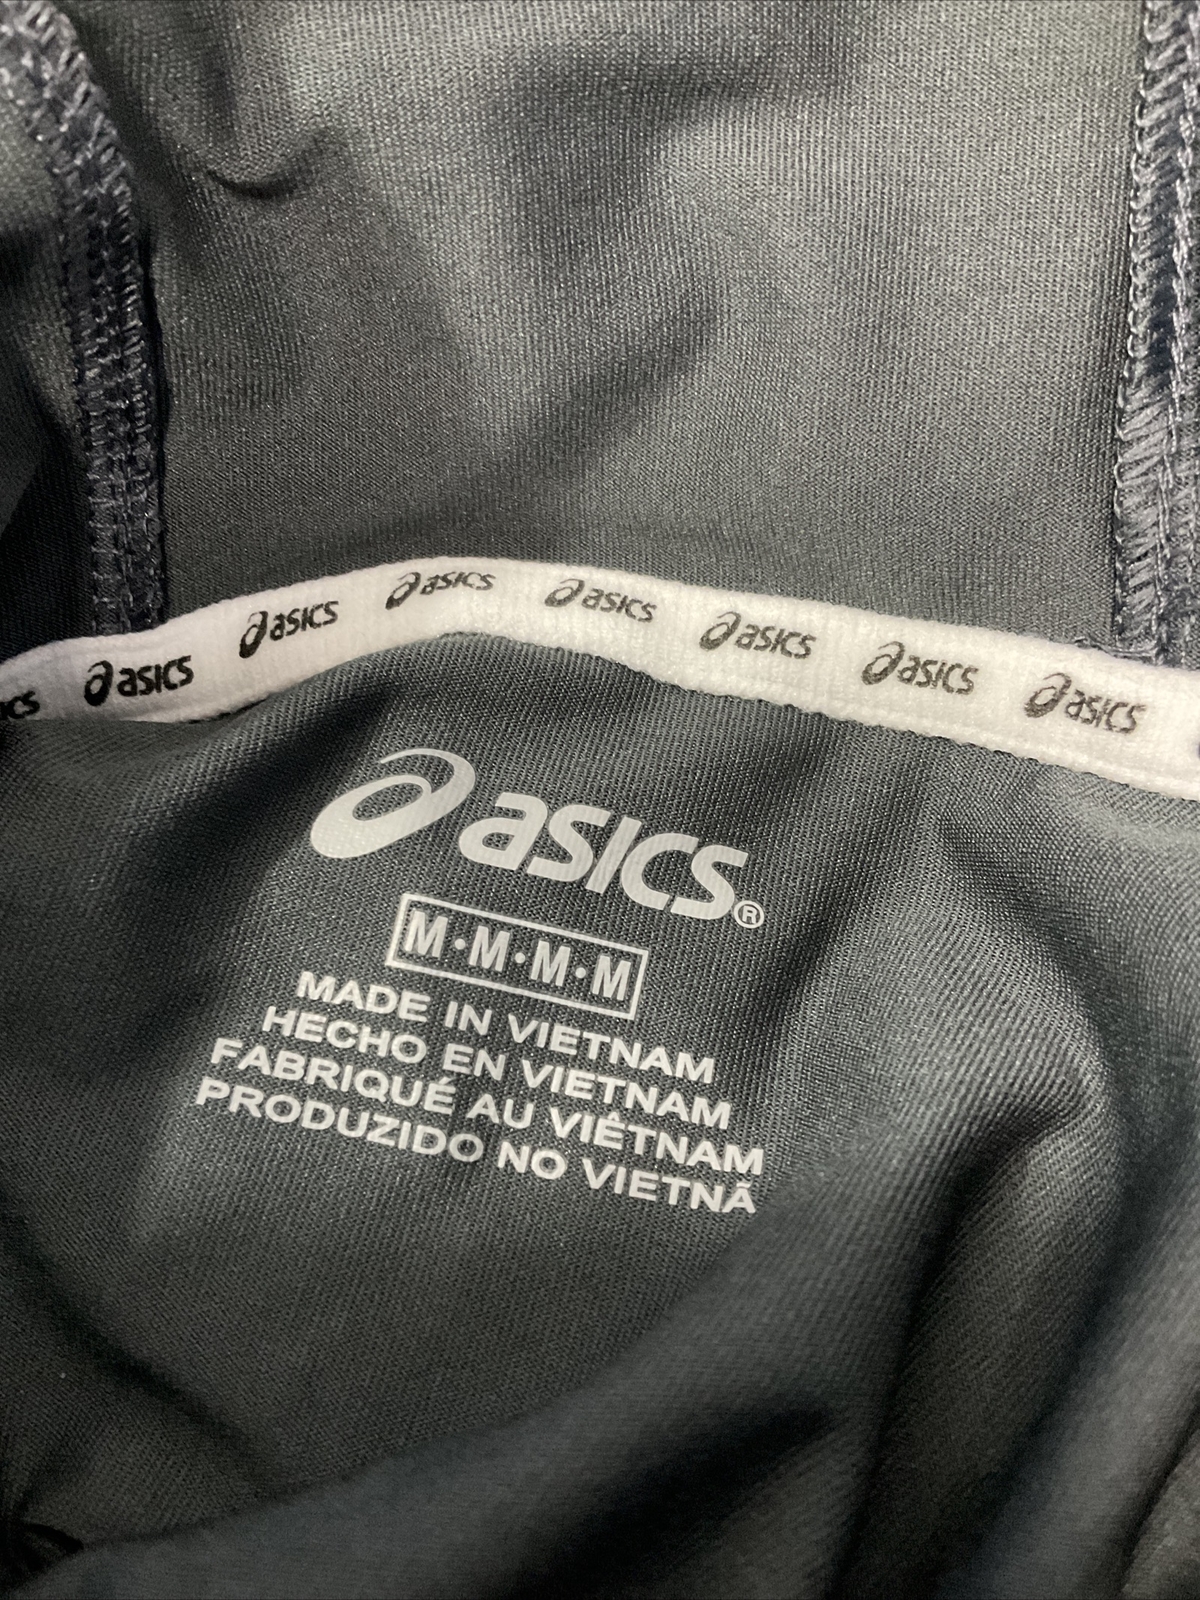 asics asics asics asics asics asics asics
asics®
M·M·M·M
MADE IN VIETNAM
HECHO EN VIETNAM
FABRIQUÉ AU VIÊTNAM
PRODUZIDO NO VIETNÃ